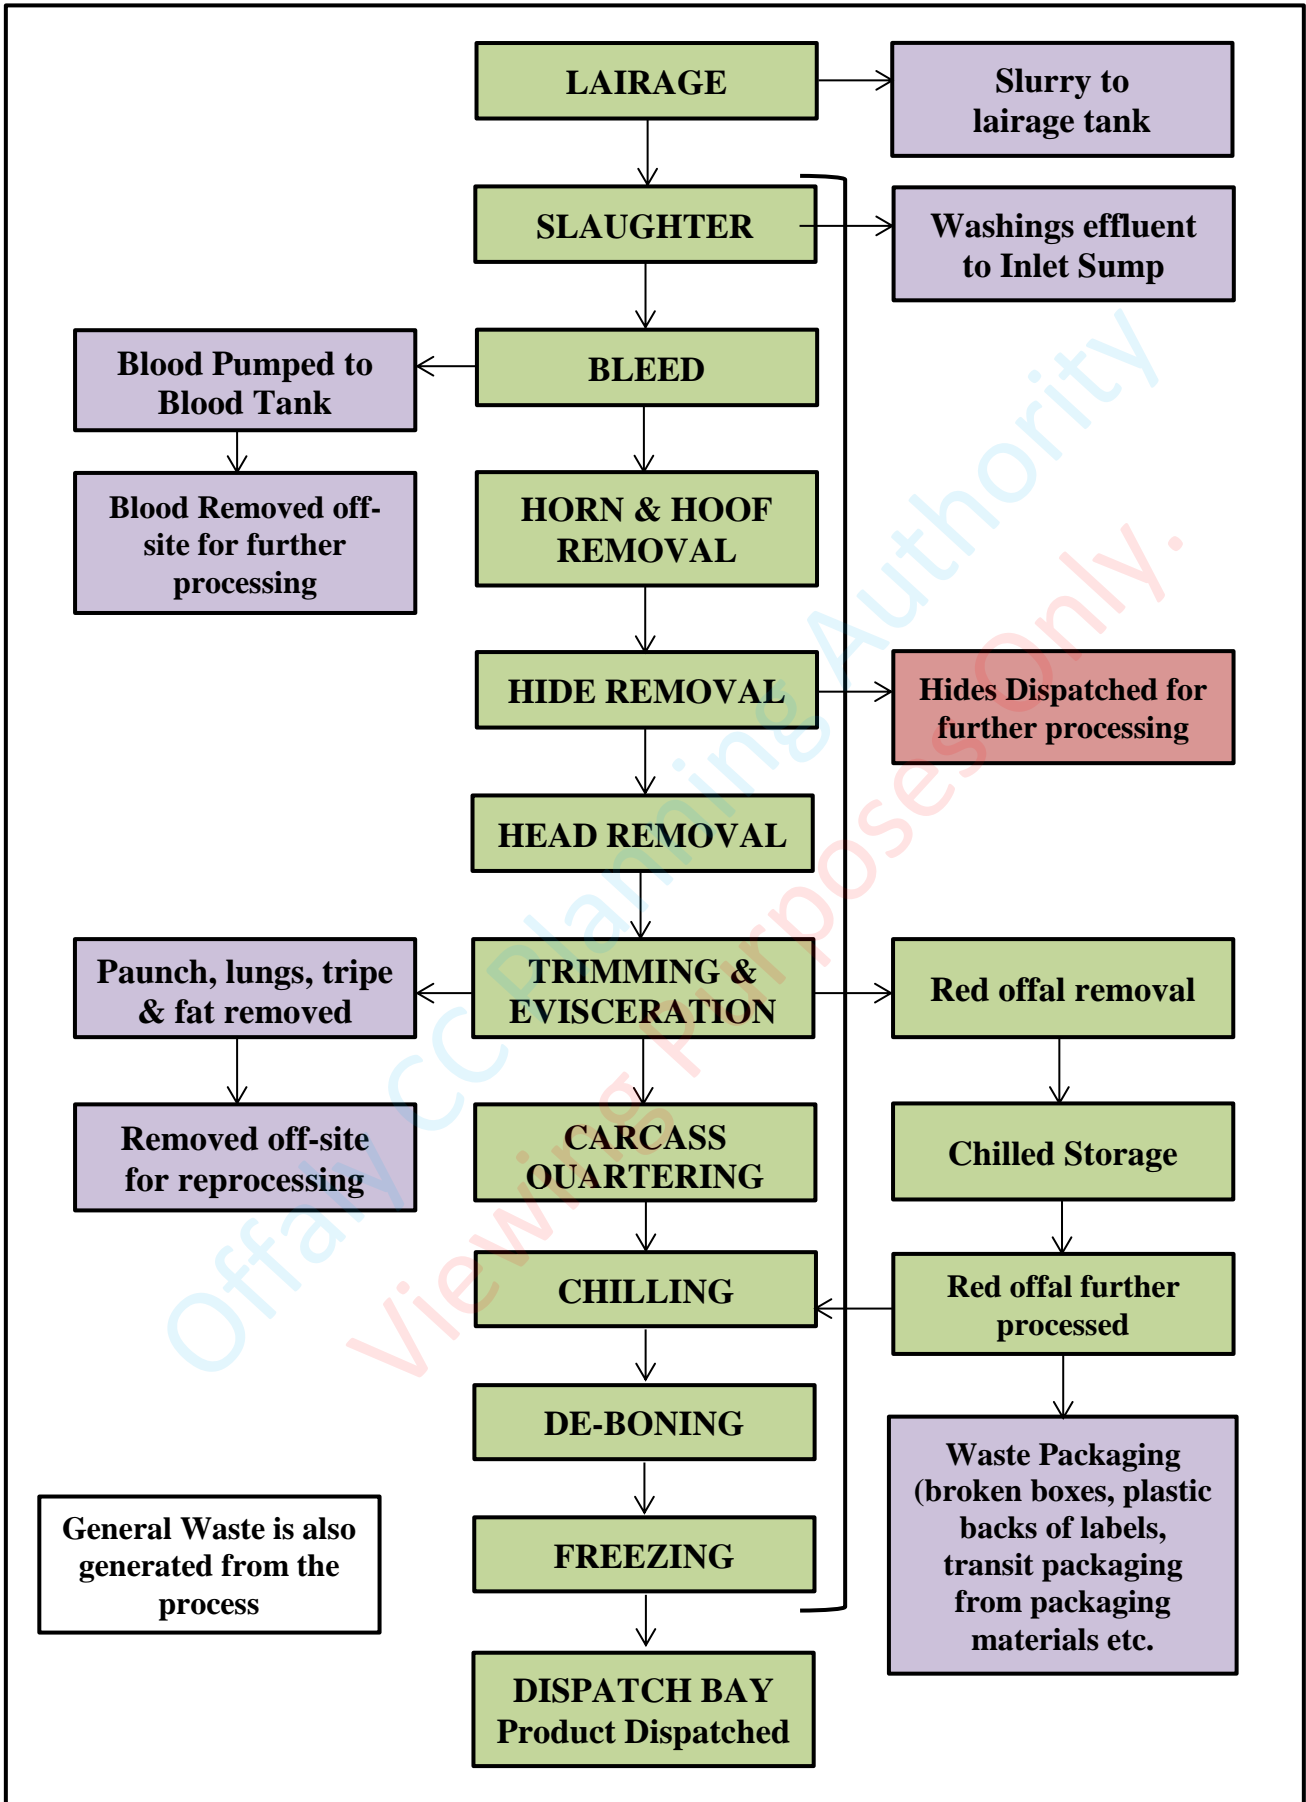 LAIRAGE
Slurry to
lairage tank
SLAUGHTER
Washings effluent
to Inlet Sump
Blood Pumped to
Blood Tank
BLEED
Blood Removed off-
site for further
processing
HORN & HOOF
REMOVAL
HIDE REMOVAL
Hides Dispatched for
further processing
HEAD REMOVAL
Paunch, lungs, tripe
& fat removed
TRIMMING &
EVISCERATION
Red offal removal
Removed off-site
for reprocessing
CARCASS
QUARTERING
Chilled Storage
CHILLING
Red offal further
processed
DE-BONING
Waste Packaging
(broken boxes, plastic
backs of labels,
transit packaging
from packaging
materials etc.
General Waste is also
generated from the
process
FREEZING
DISPATCH BAY
Product Dispatched
Offaly CC Planning Authority
Viewing Purposes Only.